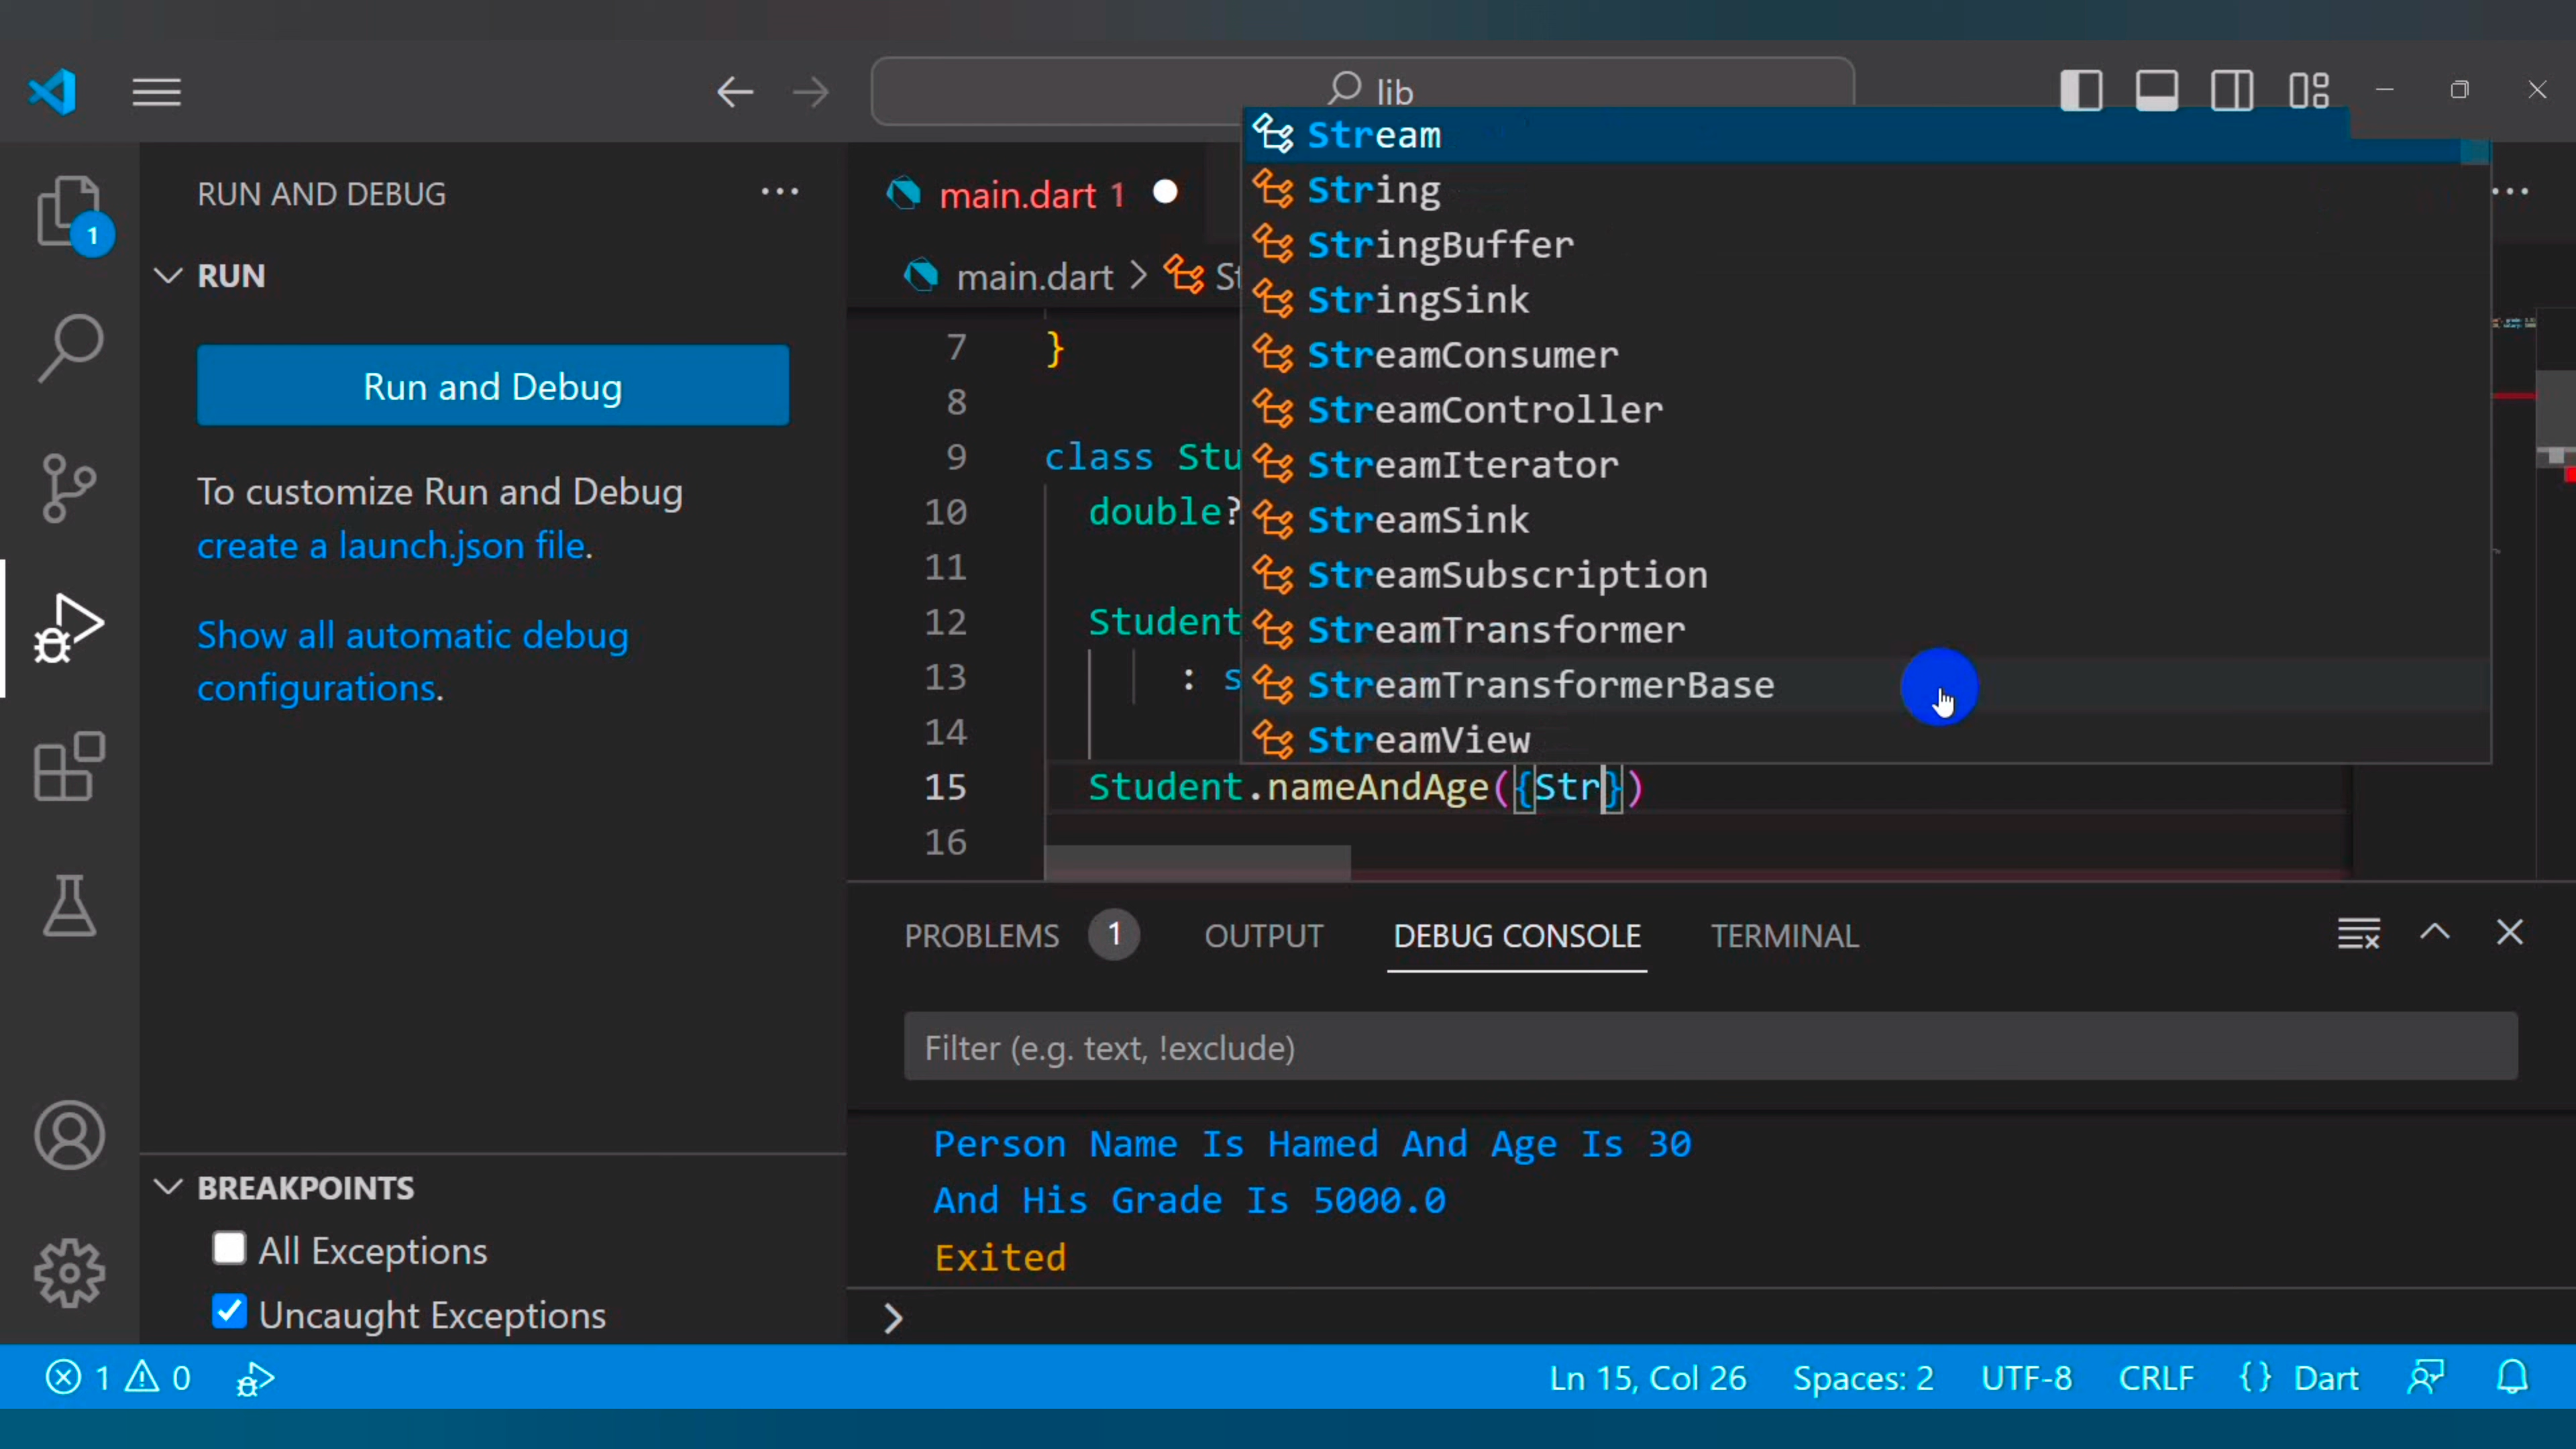 lib
RUN AND DEBUG
RUN
Run and Debug
To customize Run and Debug
create a launch.json file.
Show all automatic debug
configurations.
BREAKPOINTS
All Exceptions
Uncaught Exceptions
1
main.dart 1
main.dart > St
Stream
String
StringBuffer
StringSink
StreamConsumer
StreamController
StreamIterator
StreamSink
StreamSubscription
StreamTransformer
StreamTransformerBase
StreamView
7 }
8
9 class Stu
10 double?
11
12 Student
13 : s
14
15 Student.nameAndAge({Str})
16
PROBLEMS 1 OUTPUT DEBUG CONSOLE TERMINAL
Filter (e.g. text, !exclude)
Person Name Is Hamed And Age Is 30
And His Grade Is 5000.0
Exited
>
1 0 Ln 15, Col 26 Spaces: 2 UTF-8 CRLF {} Dart